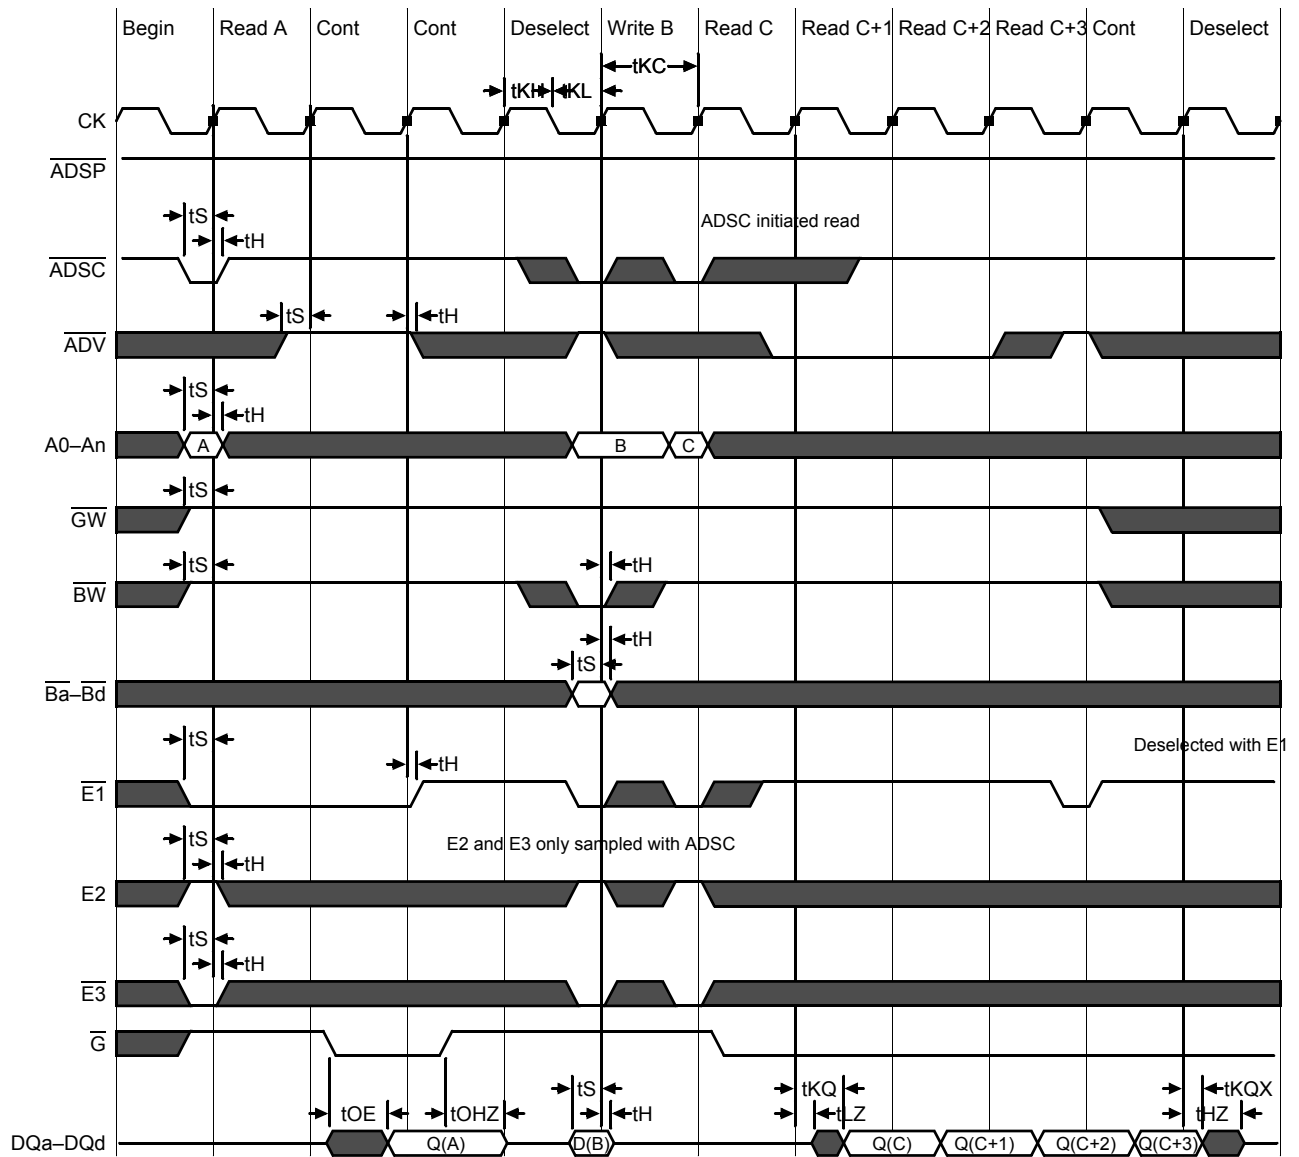 Begin Read A Cont Cont Deselect Write B Read C Read C+1 Read C+2 Read C+3 Cont Deselect
tKC
tKH tKL
CK
ADSP
tS
ADSC initiated read
tH
ADSC
tS tH
ADV
tS
tH
A0–An A B C
tS
GW
tS tH
BW
tH
tS
Ba–Bd
tS Deselected with E1
tH
E1
tS E2 and E3 only sampled with ADSC
tH
E2
tS
tH
E3
G
tS tKQ tKQX
tOE tOHZ tH tLZ tHZ
DQa–DQd Q(A) D(B) Q(C) Q(C+1) Q(C+2) Q(C+3)